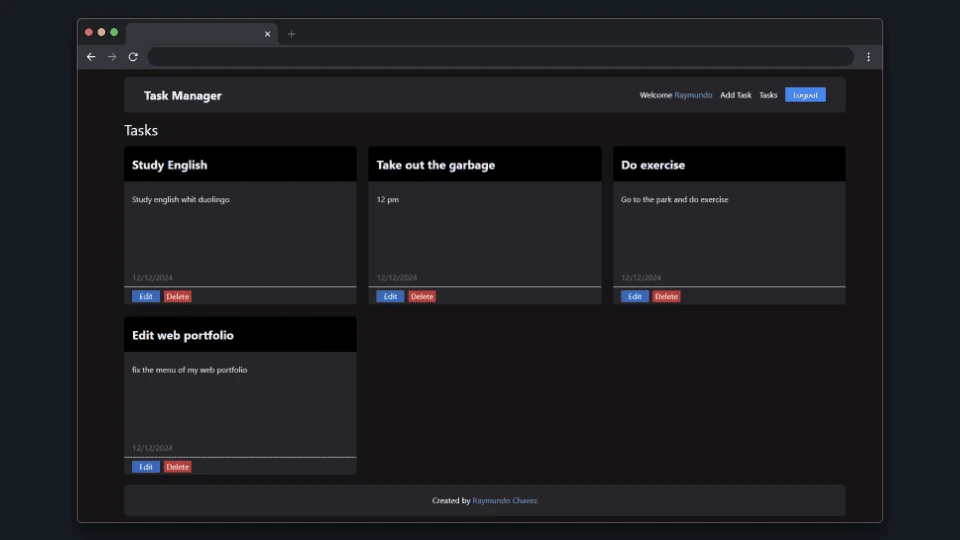 Task Manager
Welcome Raymundo Add Task Tasks Logout
Tasks
Study English
Study english whit duolingo
12/12/2024
Edit Delete
Take out the garbage
12 pm
12/12/2024
Edit Delete
Do exercise
Go to the park and do exercise
12/12/2024
Edit Delete
Edit web portfolio
fix the menu of my web portfolio
12/12/2024
Edit Delete
Created by Raymundo Chavez